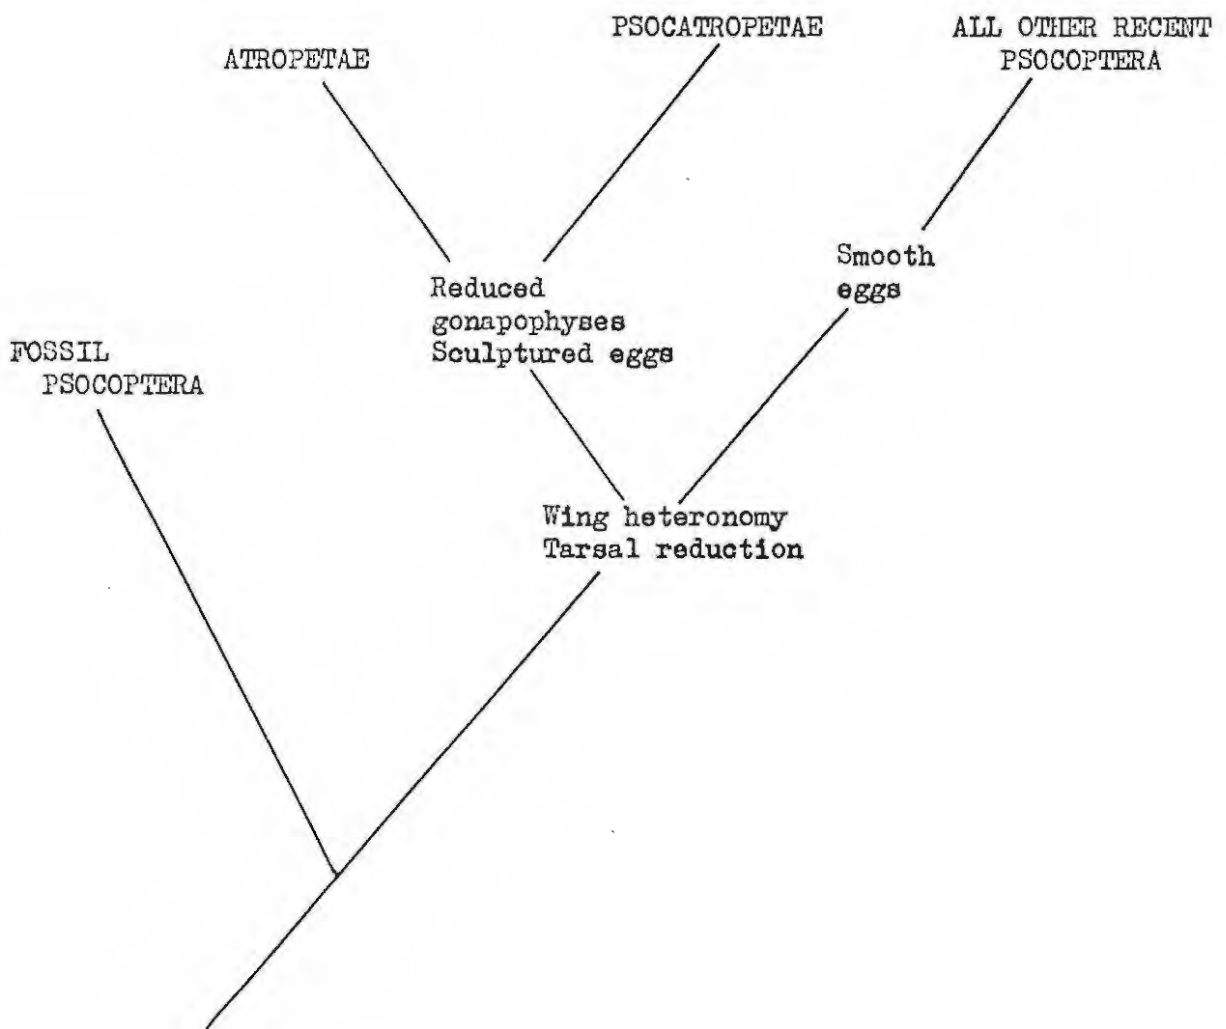 PSOCATROPETAE
ALL OTHER RECENT
PSOCOPTERA
ATROPETAE
Smooth
eggs
Reduced
gonapophyses
Sculptured eggs
FOSSIL
PSOCOPTERA
Wing heteronomy
Tarsal reduction